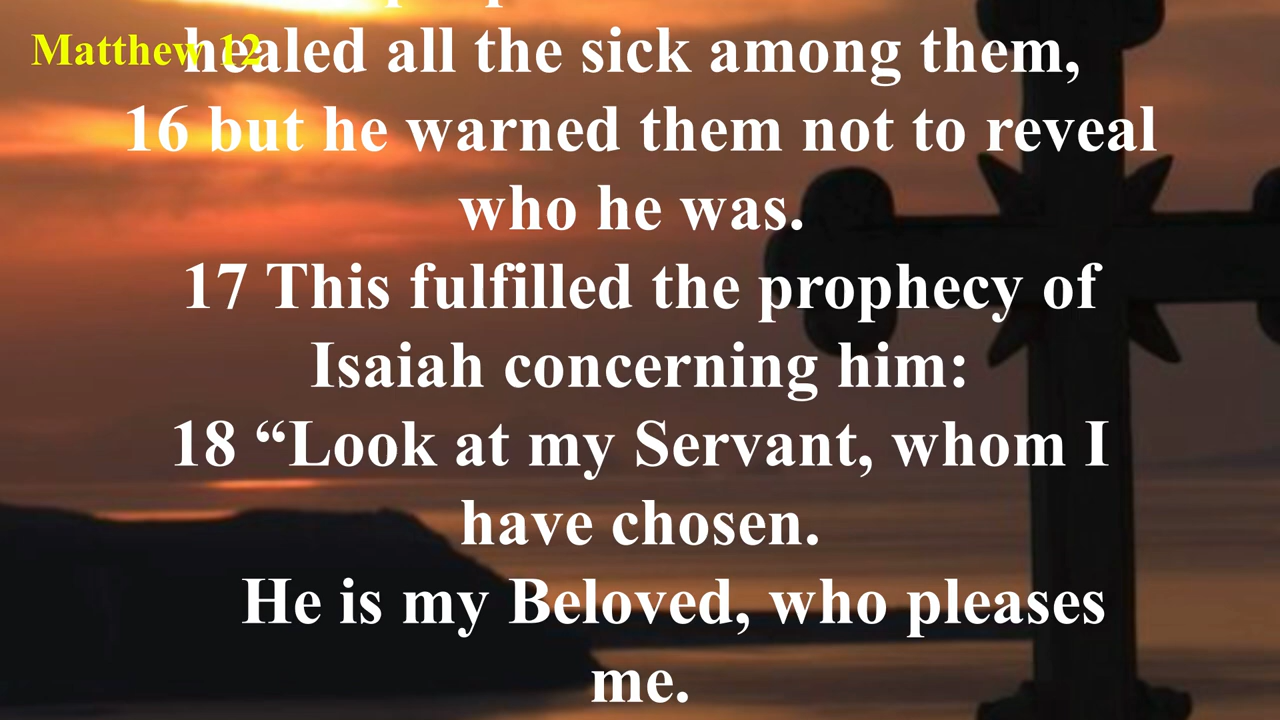 Matthew 12
healed all the sick among them,
16 but he warned them not to reveal
who he was.
17 This fulfilled the prophecy of
Isaiah concerning him:
18 “Look at my Servant, whom I
have chosen.
He is my Beloved, who pleases
me.